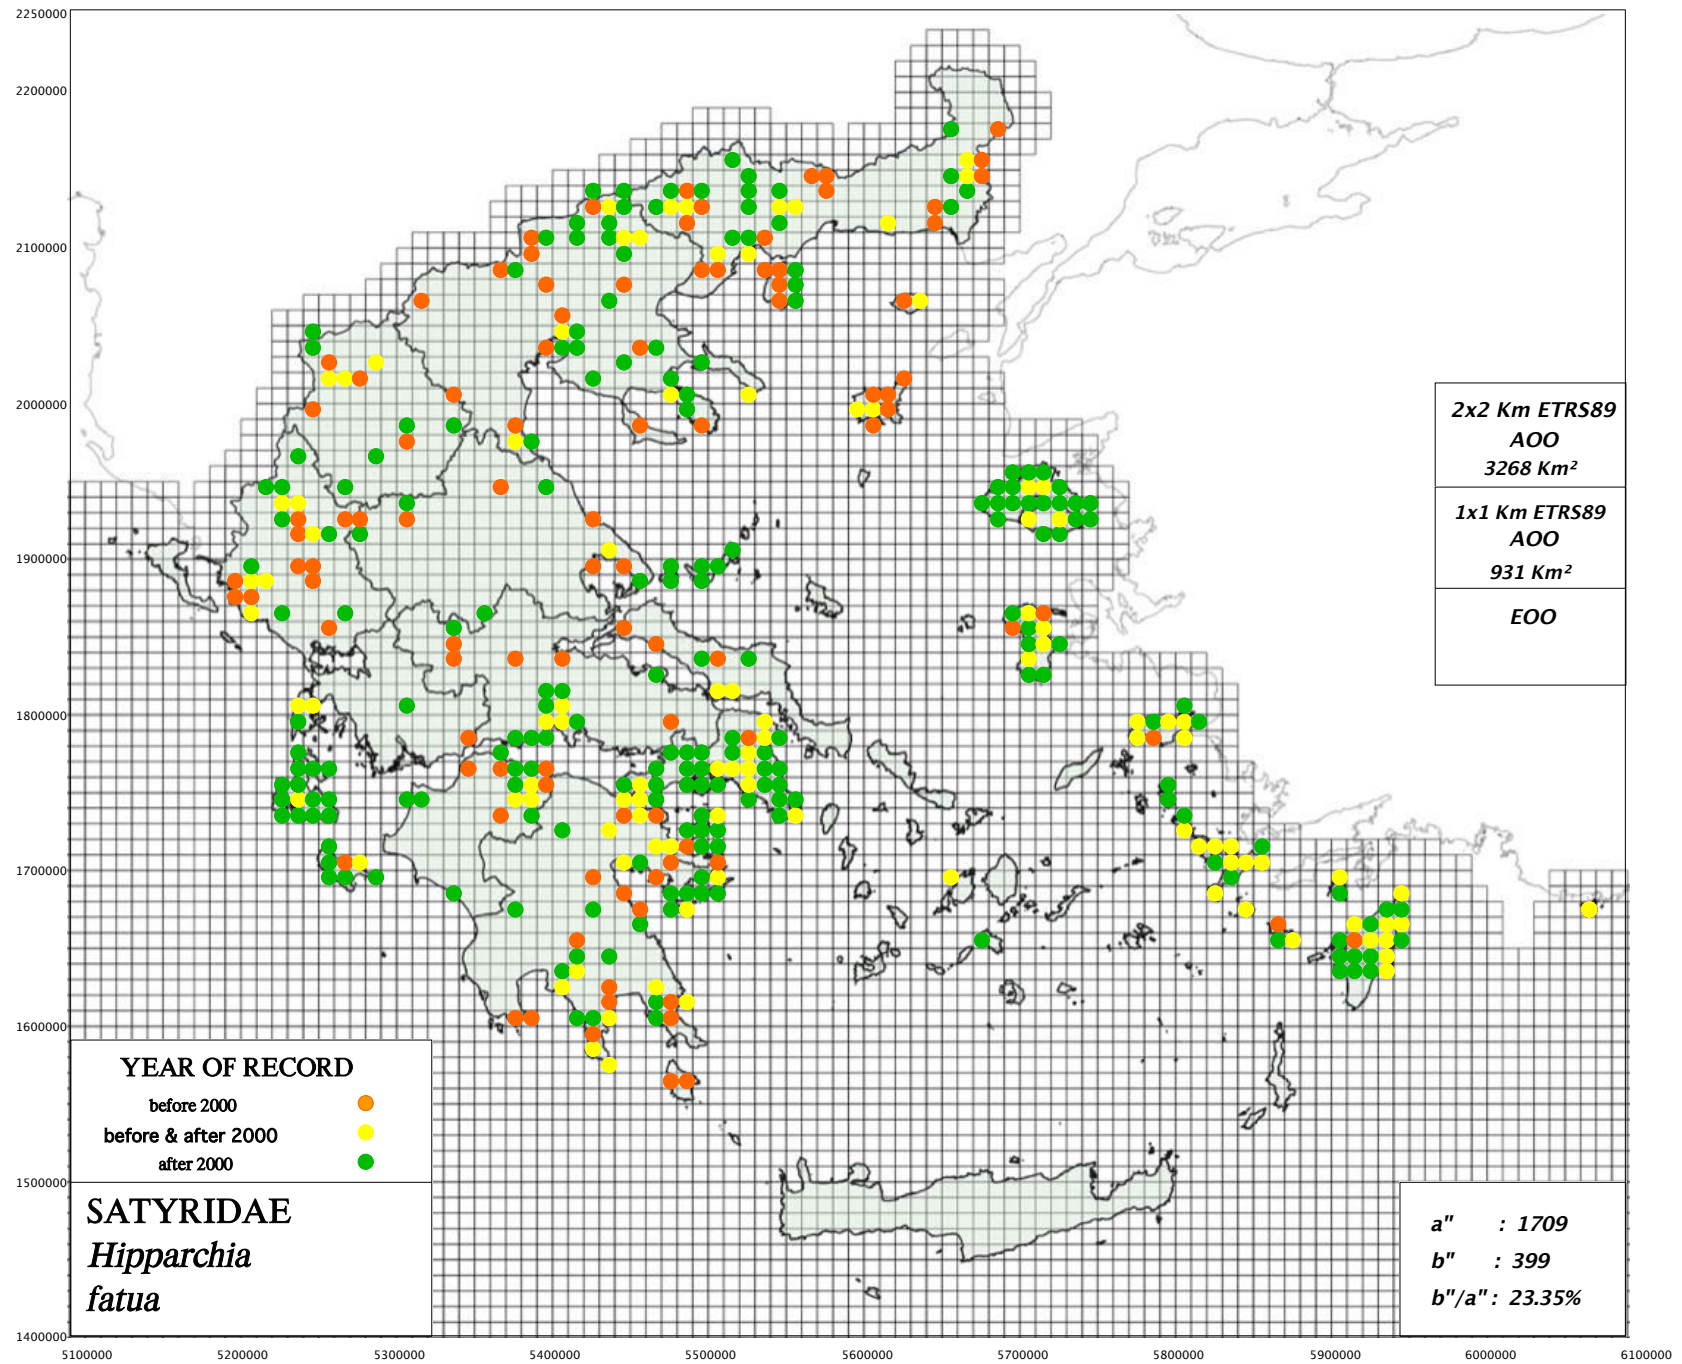 2250000
2200000
2100000
2000000
1900000
1800000
1700000
1600000
1500000
1400000
2x2 Km ETRS89
AOO
3268 Km²
1x1 Km ETRS89
AOO
931 Km²
EOO
YEAR OF RECORD
before 2000
before & after 2000
after 2000
SATYRIDAE
Hipparchia
fatua
a" : 1709
b" : 399
b"/a" : 23.35%
5100000 5200000 5300000 5400000 5500000 5600000 5700000 5800000 5900000 6000000 6100000